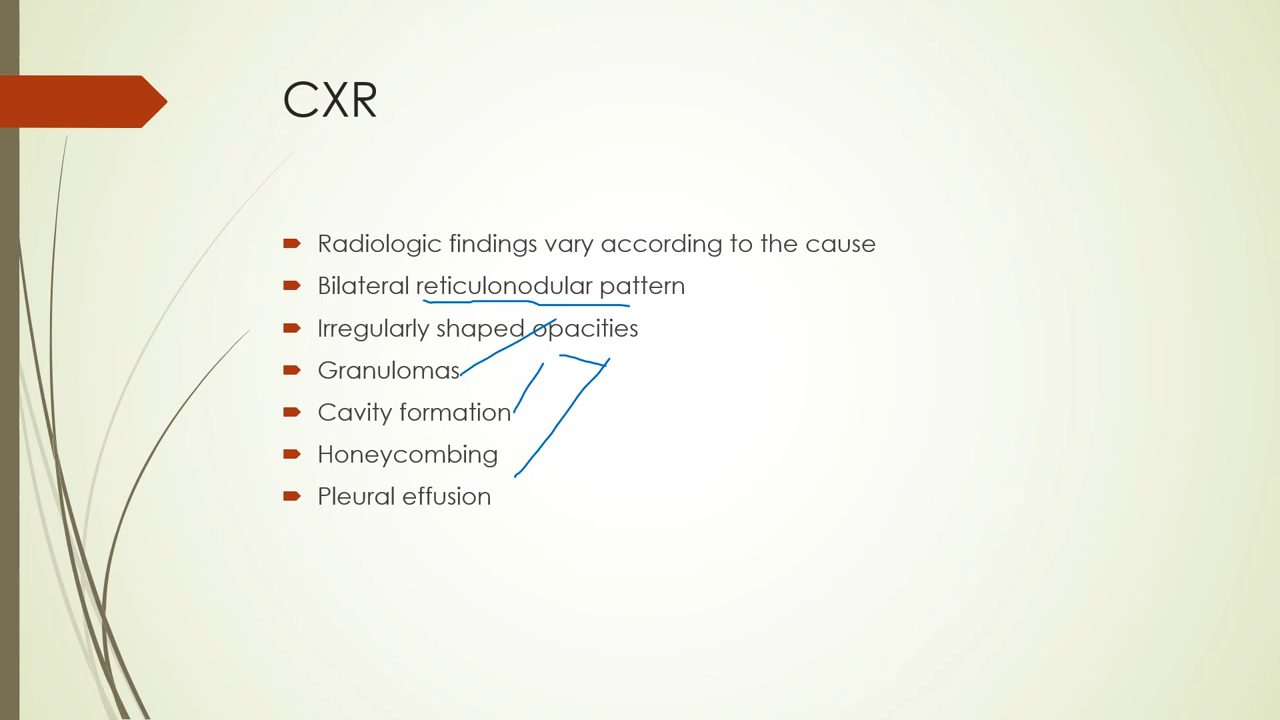 CXR
Radiologic findings vary according to the cause
Bilateral reticulonodular pattern
Irregularly shaped opacities
Granulomas
Cavity formation
Honeycombing
Pleural effusion